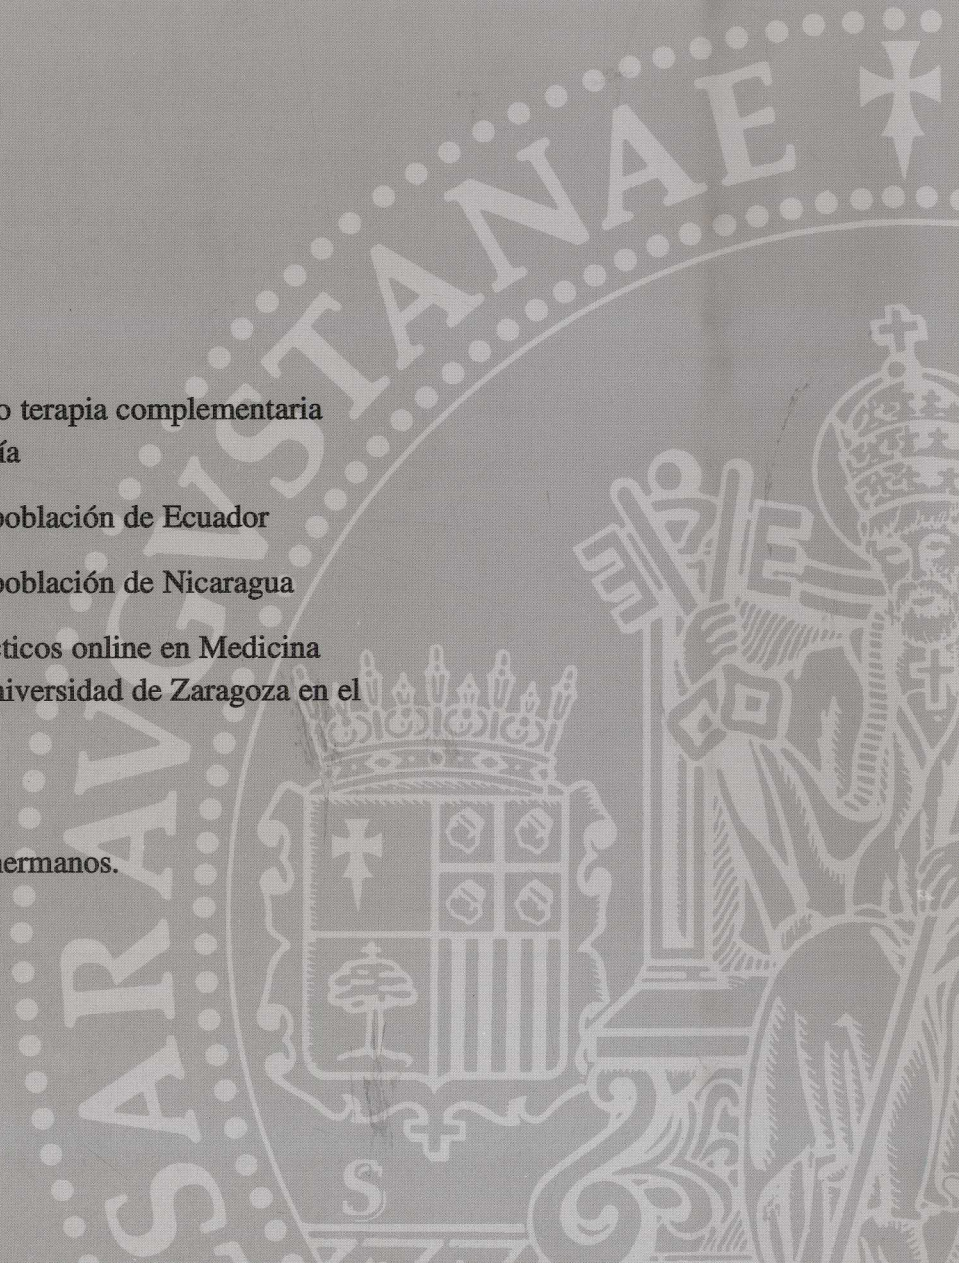 SARAVGVSTANAE
o terapia complementaria
ía
población de Ecuador
población de Nicaragua
cticos online en Medicina
niversidad de Zaragoza en el
hermanos.
S
S